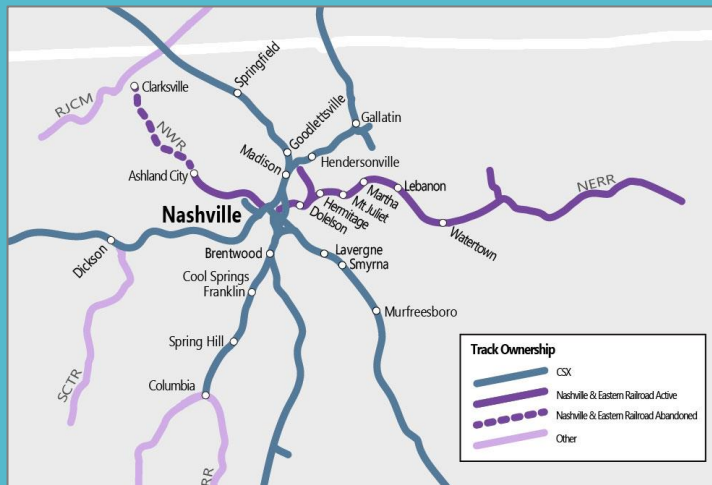 RJCM
Clarksville
Springfield
NWR
Goodlettsville
Gallatin
Madison
Hendersonville
Ashland City
Nashville
Hermitage
Dolelson
Mt Juliet
Martha
Lebanon
Watertown
NERR
Dickson
Brentwood
Lavergne
Smyrna
Cool Springs
Franklin
Murfreesboro
Spring Hill
SCTR
Columbia
RR
Track Ownership
CSX
Nashville & Eastern Railroad Active
Nashville & Eastern Railroad Abandoned
Other